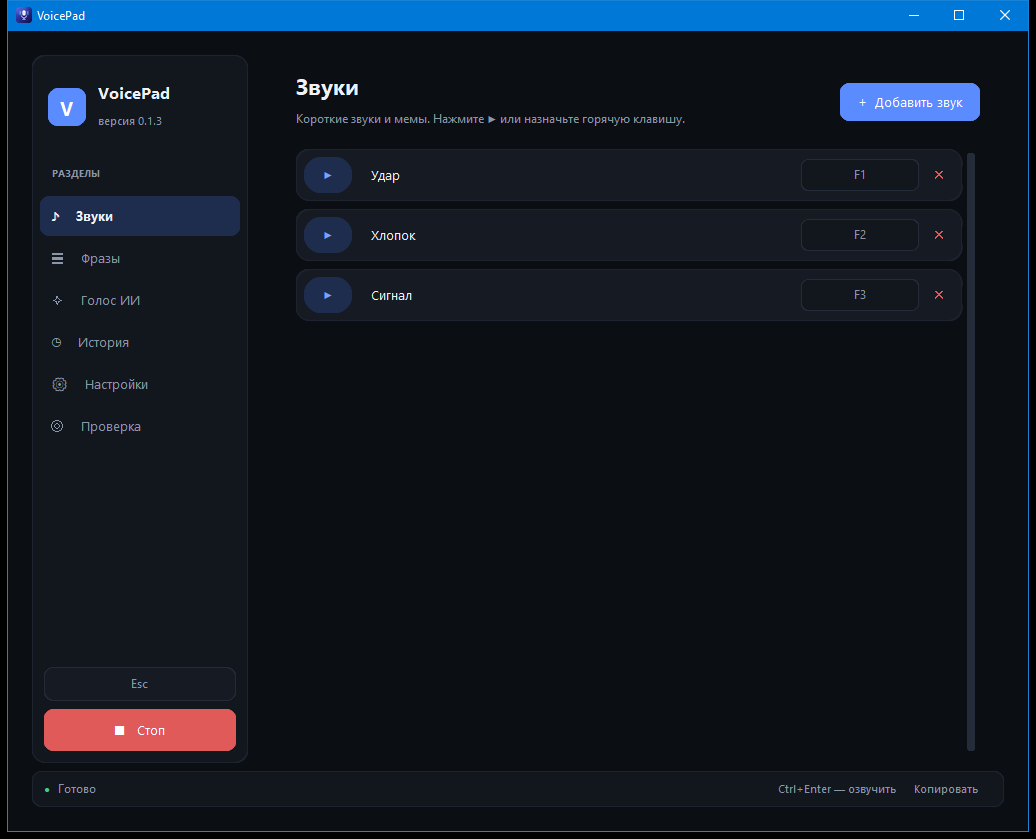 VoicePad
V
VoicePad
версия 0.1.3
РАЗДЕЛЫ
Звуки
Фразы
Голос ИИ
История
Настройки
Проверка
Esc
Стоп
Звуки
Короткие звуки и мемы. Нажмите ▶ или назначьте горячую клавишу.
+ Добавить звук
Удар F1
Хлопок F2
Сигнал F3
Готово
Ctrl+Enter — озвучить Копировать